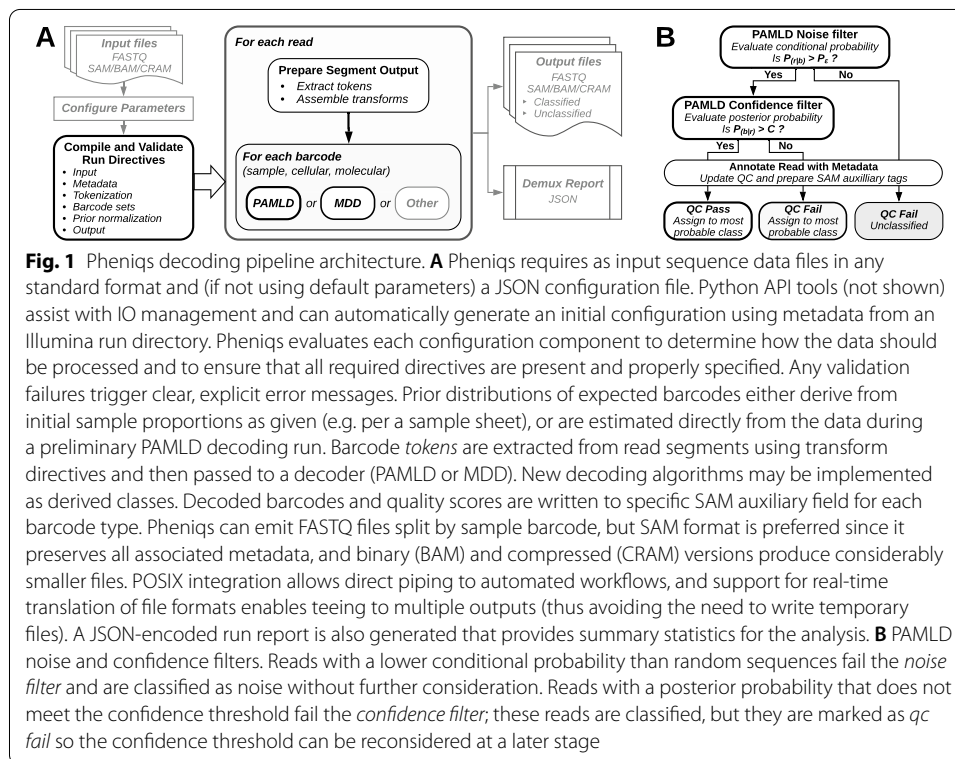 A
Input files
FASTQ
SAM/BAM/CRAM
Configure Parameters
Compile and Validate
Run Directives
• Input
• Metadata
• Tokenization
• Barcode sets
• Prior normalization
• Output
For each read
Prepare Segment Output
• Extract tokens
• Assemble transforms
For each barcode
(sample, cellular, molecular)
PAMLD or MDD or Other
Output files
FASTQ
SAM/BAM/CRAM
▸ Classified
▸ Unclassified
Demux Report
JSON
B
PAMLD Noise filter
Evaluate conditional probability
Is P(r|b) > Pε ?
Yes No
PAMLD Confidence filter
Evaluate posterior probability
Is P(b|r) > C ?
Yes No
Annotate Read with Metadata
Update QC and prepare SAM auxilliary tags
QC Pass
Assign to most
probable class
QC Fail
Assign to most
probable class
QC Fail
Unclassified
Fig. 1 Pheniqs decoding pipeline architecture. A Pheniqs requires as input sequence data files in any
standard format and (if not using default parameters) a JSON configuration file. Python API tools (not shown)
assist with IO management and can automatically generate an initial configuration using metadata from an
Illumina run directory. Pheniqs evaluates each configuration component to determine how the data should
be processed and to ensure that all required directives are present and properly specified. Any validation
failures trigger clear, explicit error messages. Prior distributions of expected barcodes either derive from
initial sample proportions as given (e.g. per a sample sheet), or are estimated directly from the data during
a preliminary PAMLD decoding run. Barcode tokens are extracted from read segments using transform
directives and then passed to a decoder (PAMLD or MDD). New decoding algorithms may be implemented
as derived classes. Decoded barcodes and quality scores are written to specific SAM auxiliary field for each
barcode type. Pheniqs can emit FASTQ files split by sample barcode, but SAM format is preferred since it
preserves all associated metadata, and binary (BAM) and compressed (CRAM) versions produce considerably
smaller files. POSIX integration allows direct piping to automated workflows, and support for real-time
translation of file formats enables teeing to multiple outputs (thus avoiding the need to write temporary
files). A JSON-encoded run report is also generated that provides summary statistics for the analysis. B PAMLD
noise and confidence filters. Reads with a lower conditional probability than random sequences fail the noise
filter and are classified as noise without further consideration. Reads with a posterior probability that does not
meet the confidence threshold fail the confidence filter; these reads are classified, but they are marked as qc
fail so the confidence threshold can be reconsidered at a later stage